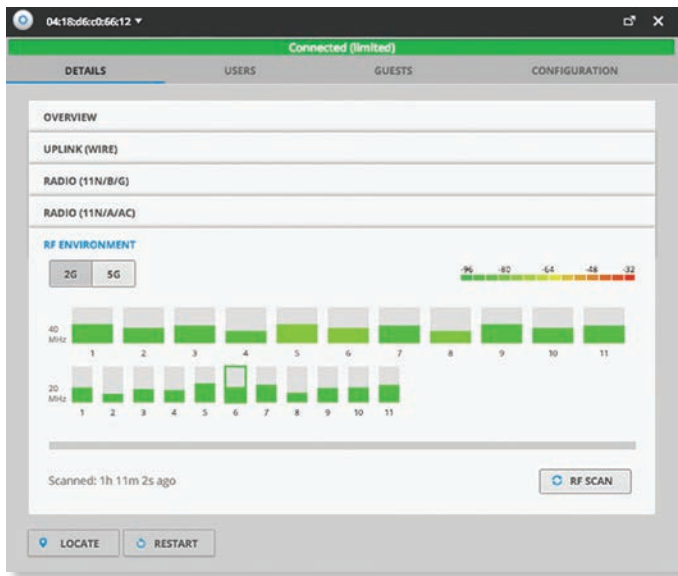 04:18:d6:c0:66:12
Connected (limited)
DETAILS USERS GUESTS CONFIGURATION
OVERVIEW
UPLINK (WIRE)
RADIO (11N/B/G)
RADIO (11N/A/AC)
RF ENVIRONMENT
2G 5G
-96 -80 -64 -48 -32
40 MHz
1 2 3 4 5 6 7 8 9 10 11
20 MHz
1 2 3 4 5 6 7 8 9 10 11
Scanned: 1h 11m 2s ago
RF SCAN
LOCATE RESTART